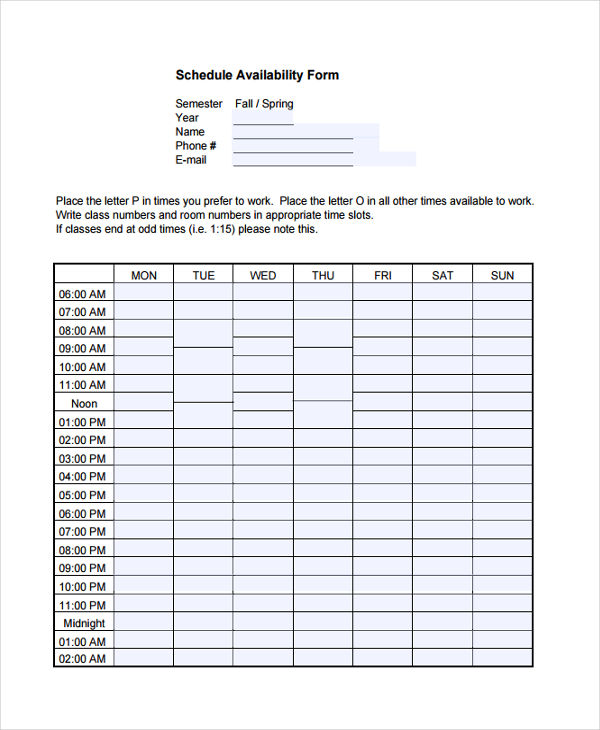 Schedule Availability Form
Semester Fall / Spring
Year
Name
Phone #
E-mail
Place the letter P in times you prefer to work. Place the letter O in all other times available to work.
Write class numbers and room numbers in appropriate time slots.
If classes end at odd times (i.e. 1:15) please note this.
MON TUE WED THU FRI SAT SUN
06:00 AM
07:00 AM
08:00 AM
09:00 AM
10:00 AM
11:00 AM
Noon
01:00 PM
02:00 PM
03:00 PM
04:00 PM
05:00 PM
06:00 PM
07:00 PM
08:00 PM
09:00 PM
10:00 PM
11:00 PM
Midnight
01:00 AM
02:00 AM